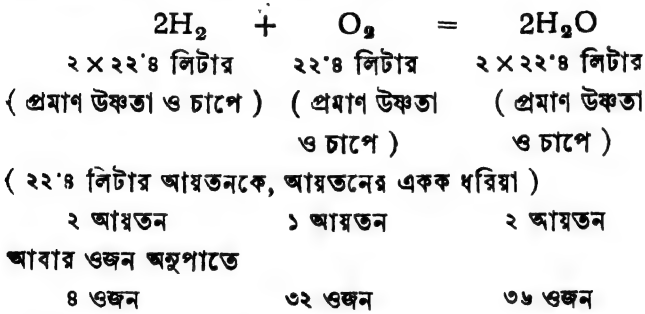 2H₂ + O₂ = 2H₂O
২ × ২২·৪ লিটার ২২·৪ লিটার ২ × ২২·৪ লিটার
( প্রমাণ উষ্ণতা ও চাপে ) ( প্রমাণ উষ্ণতা ( প্রমাণ উষ্ণতা
ও চাপে ) ও চাপে )
( ২২·৪ লিটার আয়তনকে, আয়তনের একক ধরিয়া )
২ আয়তন ১ আয়তন ২ আয়তন
আবার ওজন অনুপাতে
৪ ওজন ৩২ ওজন ৩৬ ওজন